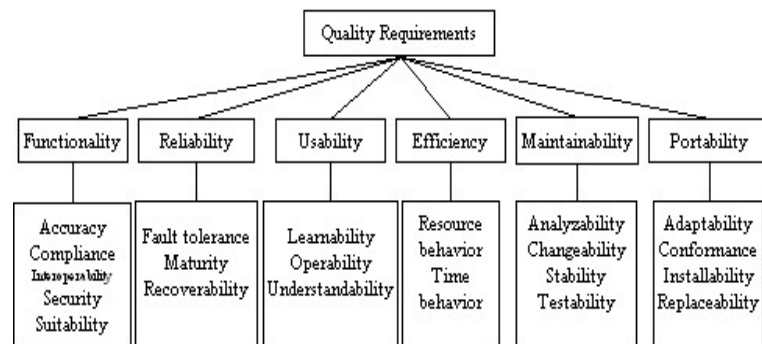 Quality Requirements
Functionality
Reliability
Usability
Efficiency
Maintainability
Portability
Accuracy
Compliance
Interoperability
Security
Suitability
Fault tolerance
Maturity
Recoverability
Learnability
Operability
Understandability
Resource
behavior
Time
behavior
Analyzability
Changeability
Stability
Testability
Adaptability
Conformance
Installability
Replaceability